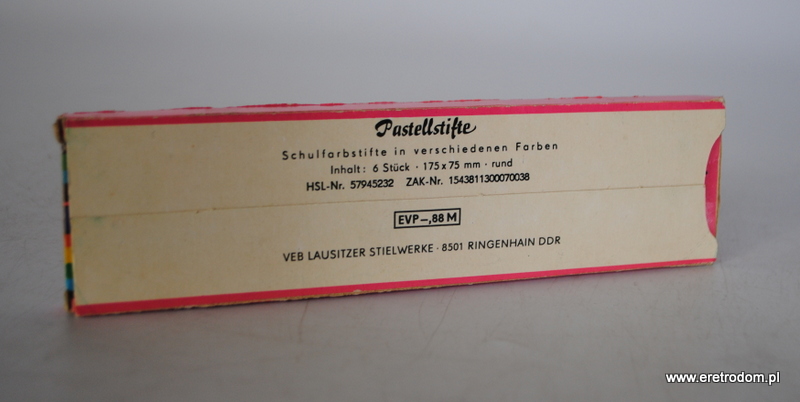 Pastellstifte
Schulfarbstifte in verschiedenen Farben
Inhalt: 6 Stück · 175 x 75 mm · rund
HSL-Nr. 57945232 ZAK-Nr. 1543811300070038
EVP –,88 M
VEB LAUSITZER STIELWERKE · 8501 RINGENHAIN DDR
www.eretrodom.pl